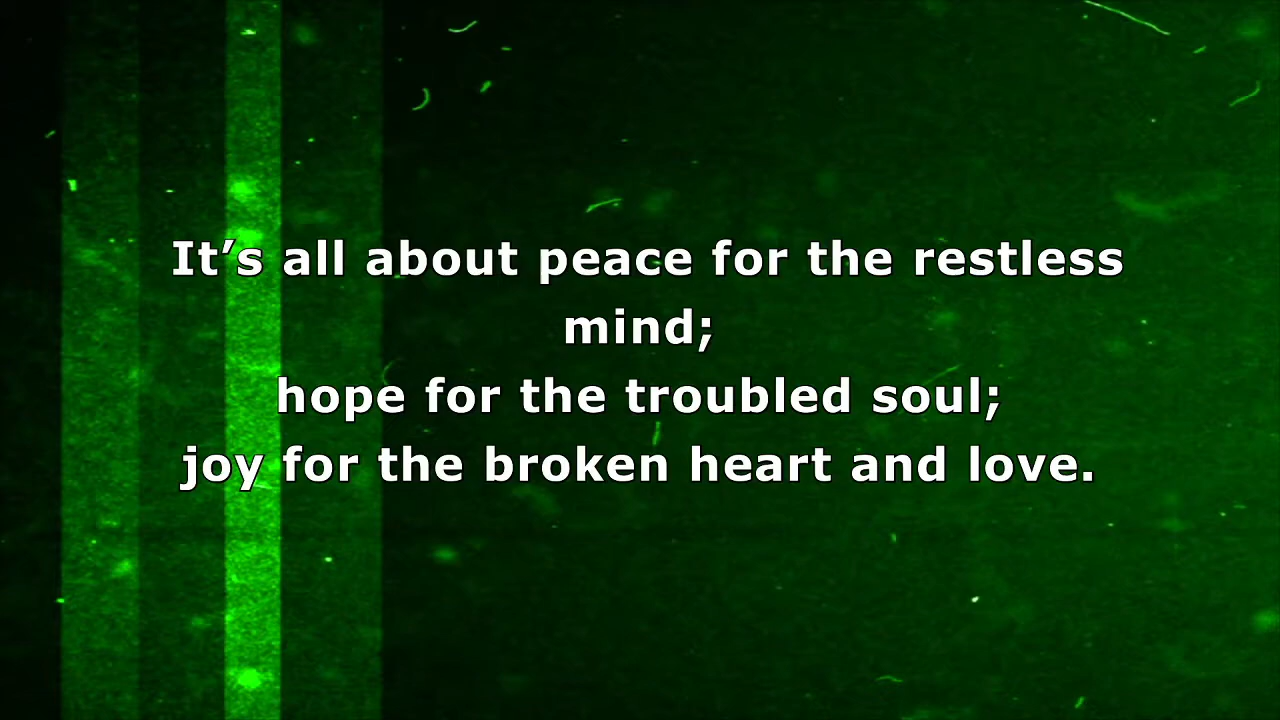 It’s all about peace for the restless
mind;
hope for the troubled soul;
joy for the broken heart and love.